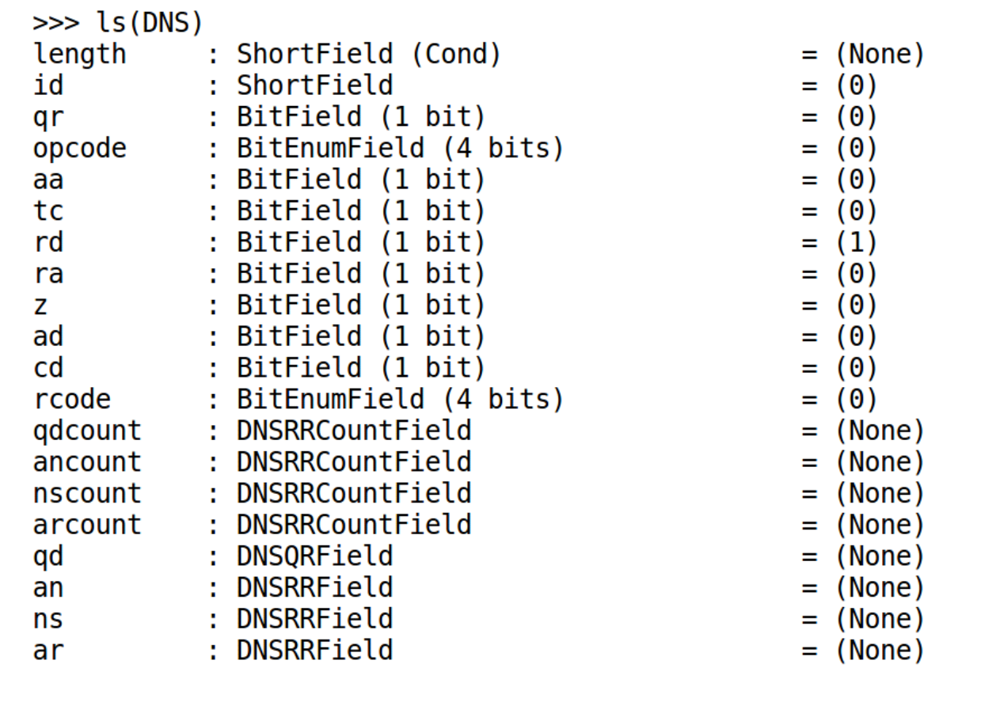 >>> ls(DNS)
length     : ShortField (Cond)                   = (None)
id         : ShortField                          = (0)
qr         : BitField (1 bit)                    = (0)
opcode     : BitEnumField (4 bits)               = (0)
aa         : BitField (1 bit)                    = (0)
tc         : BitField (1 bit)                    = (0)
rd         : BitField (1 bit)                    = (1)
ra         : BitField (1 bit)                    = (0)
z          : BitField (1 bit)                    = (0)
ad         : BitField (1 bit)                    = (0)
cd         : BitField (1 bit)                    = (0)
rcode      : BitEnumField (4 bits)               = (0)
qdcount    : DNSRRCountField                     = (None)
ancount    : DNSRRCountField                     = (None)
nscount    : DNSRRCountField                     = (None)
arcount    : DNSRRCountField                     = (None)
qd         : DNSQRField                          = (None)
an         : DNSRRField                          = (None)
ns         : DNSRRField                          = (None)
ar         : DNSRRField                          = (None)